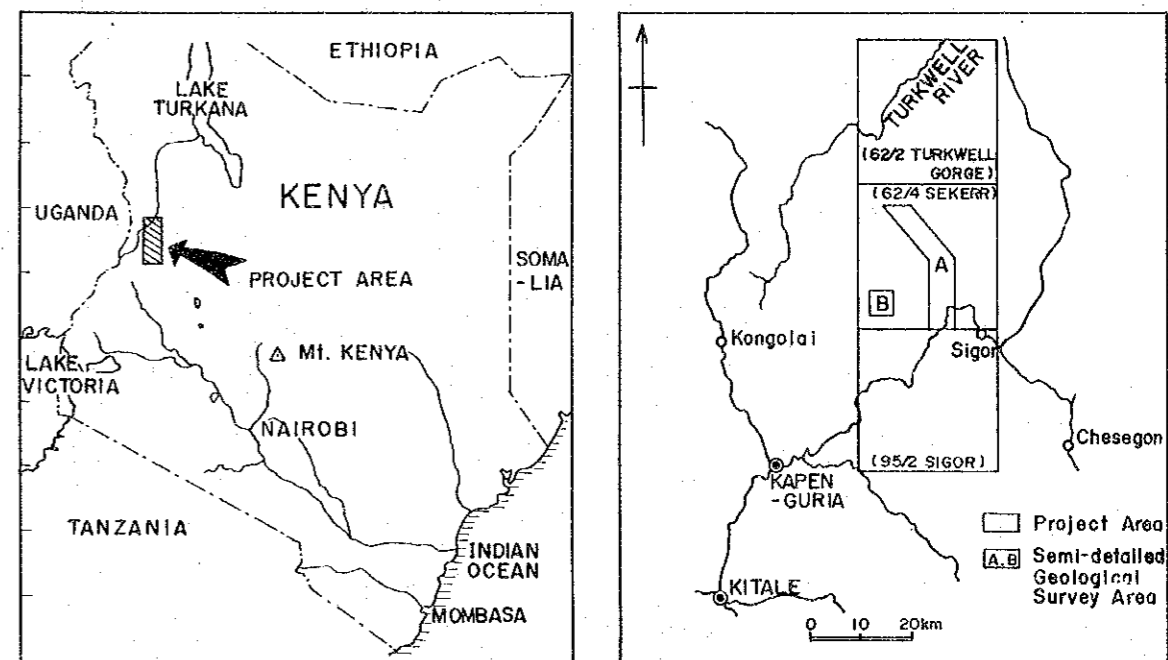 ETHIOPIA
LAKE
TURKANA
KENYA
UGANDA
SOMA
-LIA
PROJECT AREA
Mt. KENYA
LAKE
VICTORIA
NAIROBI
TANZANIA
INDIAN
OCEAN
MOMBASA
TURKWELL
RIVER
(62/2 TURKWELL
GORGE)
(62/4 SEKERR)
A
B
Kongolai
Sigor
Chesegon
(95/2 SIGOR)
KAPEN
-GURIA
Project Area
A.B Semi-detailed
Geological
Survey Area
KITALE
0 10 20km